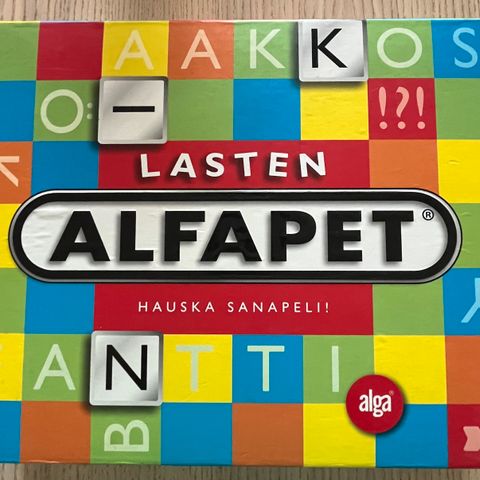 AAKKOS
O:
I
!?!
LASTEN
ALFAPET®
HAUSKA SANAPELI!
ANTTI
alga®
B